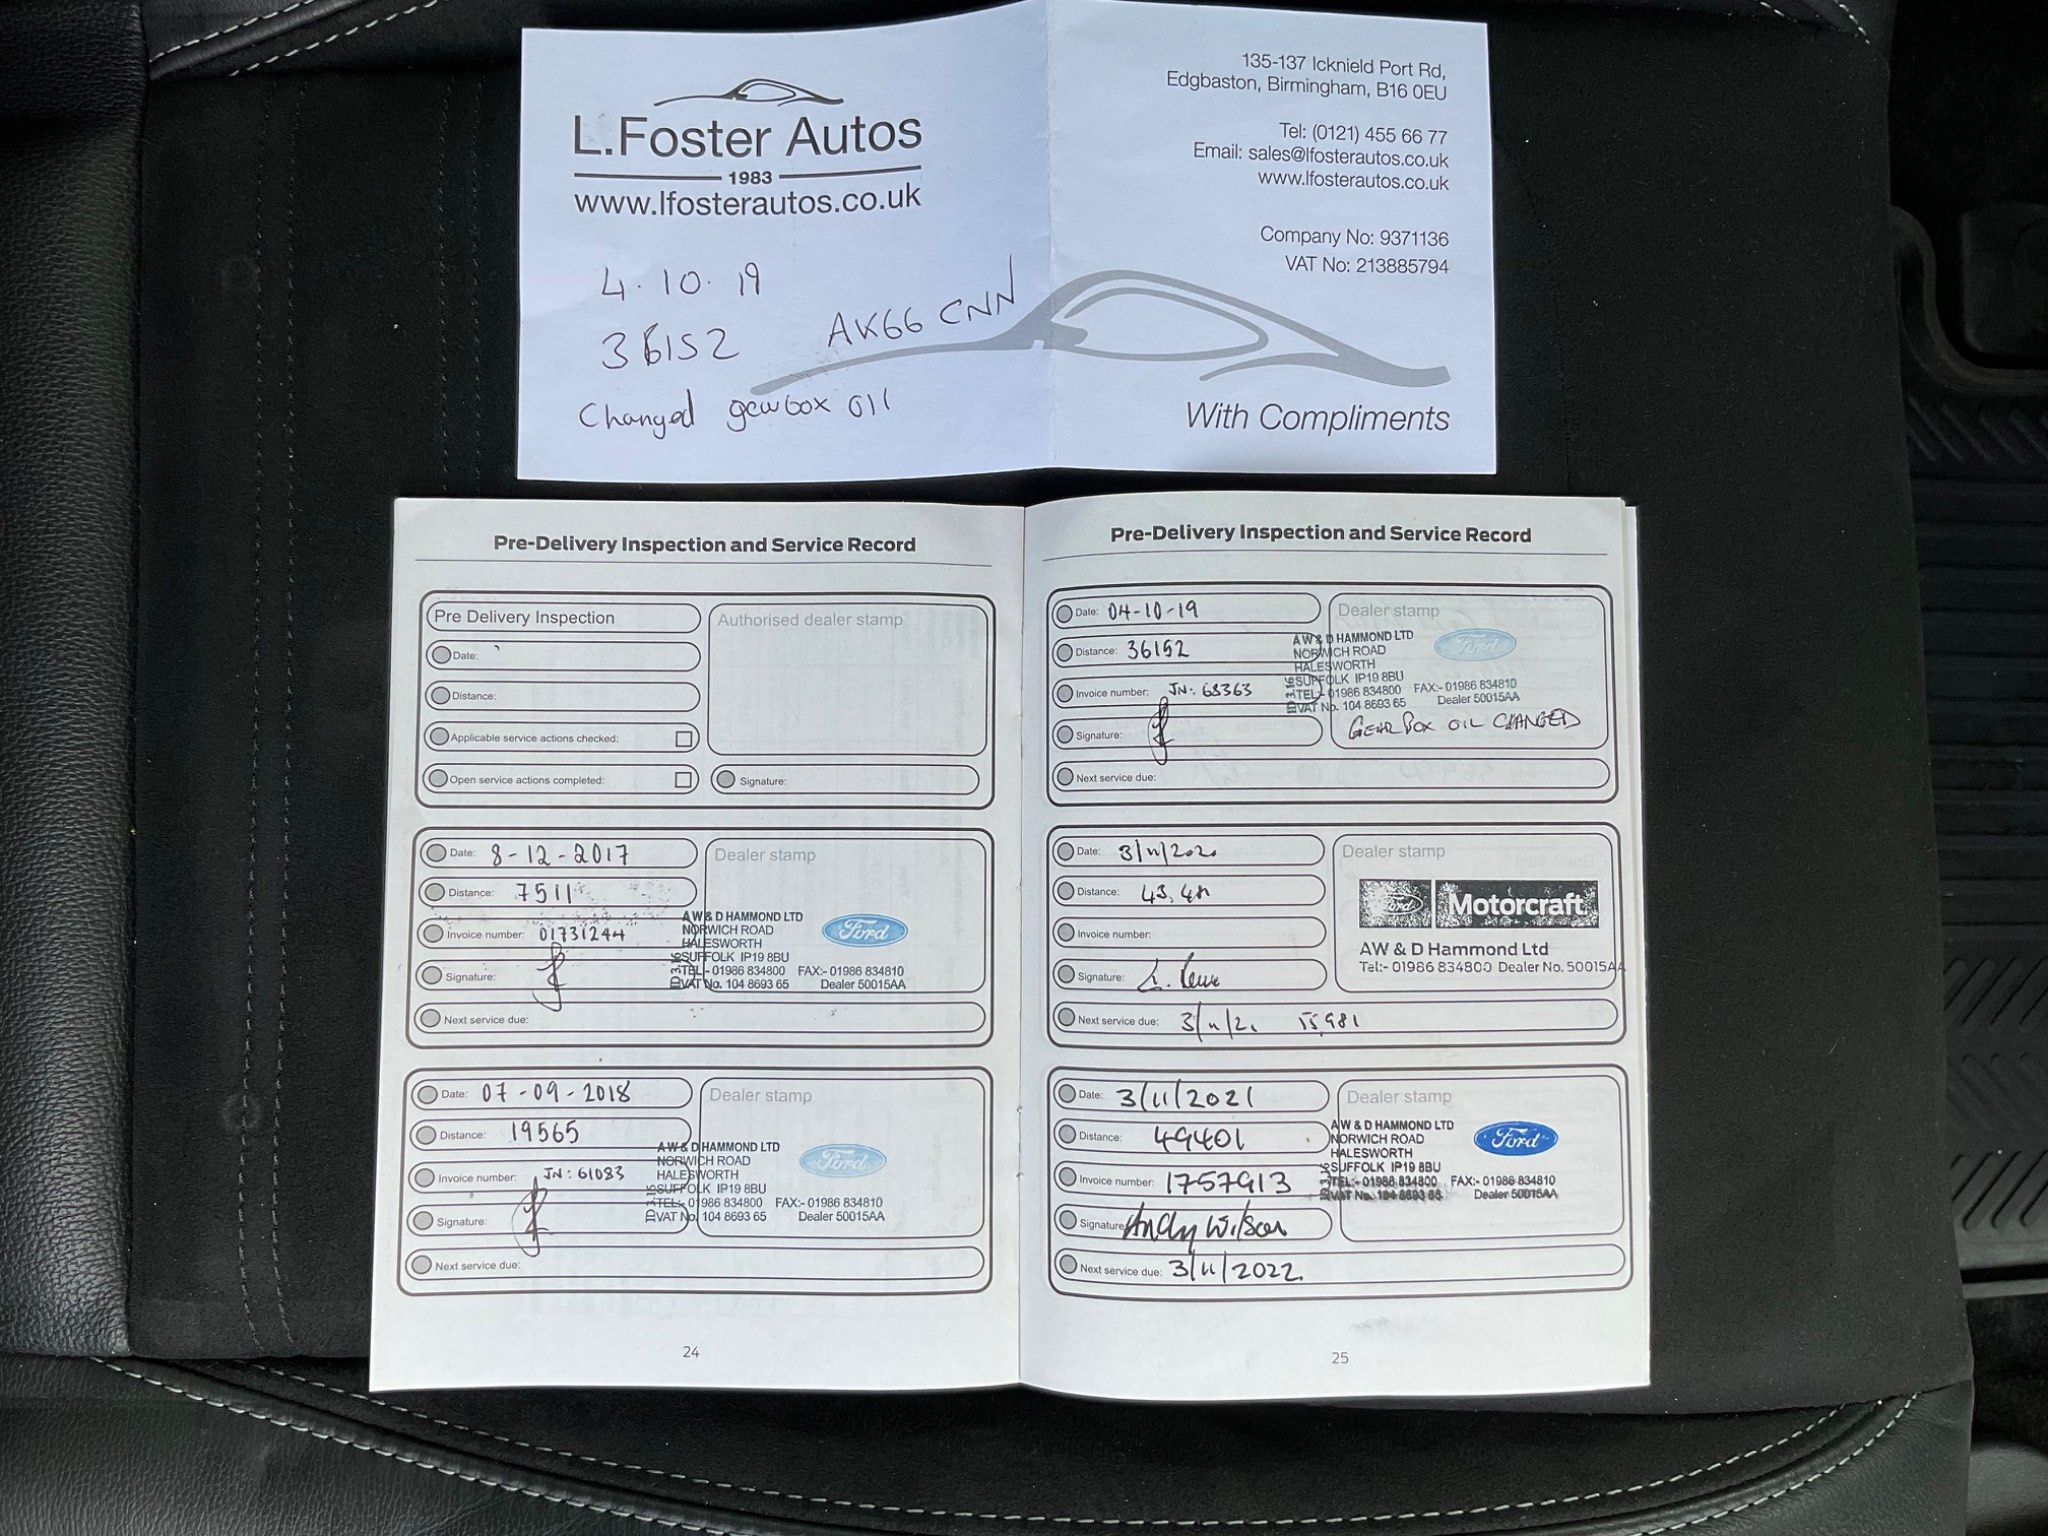 L.Foster Autos
1983
www.lfosterautos.co.uk
4.10.19
36152
AK66 CNN
Changed gearbox oil
135-137 Icknield Port Rd,
Edgbaston, Birmingham, B16 0EU
Tel: (0121) 455 66 77
Email: sales@lfosterautos.co.uk
www.lfosterautos.co.uk
Company No: 9371136
VAT No: 213885794
With Compliments
Pre-Delivery Inspection and Service Record
Pre Delivery Inspection
Authorised dealer stamp
Date:
Distance:
Applicable service actions checked:
Open service actions completed:
Signature:
Date: 8-12-2017
Distance: 7511
Invoice number: 01731244
Signature:
Next service due:
Dealer stamp
A W & D HAMMOND LTD
NORWICH ROAD
HALESWORTH
SUFFOLK IP19 8BU
TEL:- 01986 834800 FAX:- 01986 834810
VAT No. 104 8693 65 Dealer 50015AA
Ford
Date: 07-09-2018
Distance: 19565
Invoice number: JN: 61083
Signature:
Next service due:
Dealer stamp
A W & D HAMMOND LTD
NORWICH ROAD
HALESWORTH
SUFFOLK IP19 8BU
TEL:- 01986 834800 FAX:- 01986 834810
VAT No. 104 8693 65 Dealer 50015AA
Ford
24
Pre-Delivery Inspection and Service Record
Date: 04-10-19
Distance: 36152
Invoice number: JN: 68363
Signature:
Next service due:
Dealer stamp
A W & D HAMMOND LTD
NORWICH ROAD
HALESWORTH
SUFFOLK IP19 8BU
TEL:- 01986 834800 FAX:- 01986 834810
VAT No. 104 8693 65 Dealer 50015AA
Ford
GEAR BOX OIL CHANGED
Date: 3/11/2020
Distance:
Invoice number:
Signature:
Next service due: 3/11/21 55981
Dealer stamp
Ford Motorcraft
AW & D Hammond Ltd
Tel:- 01986 834800 Dealer No. 50015AA
Date: 3/11/2021
Distance: 49401
Invoice number: 1757913
Signature: Andy Wilson
Next service due: 3/11/2022.
Dealer stamp
A W & D HAMMOND LTD
NORWICH ROAD
HALESWORTH
SUFFOLK IP19 8BU
TEL:- 01986 834800 FAX:- 01986 834810
VAT No. 104 8693 65 Dealer 50015AA
Ford
25